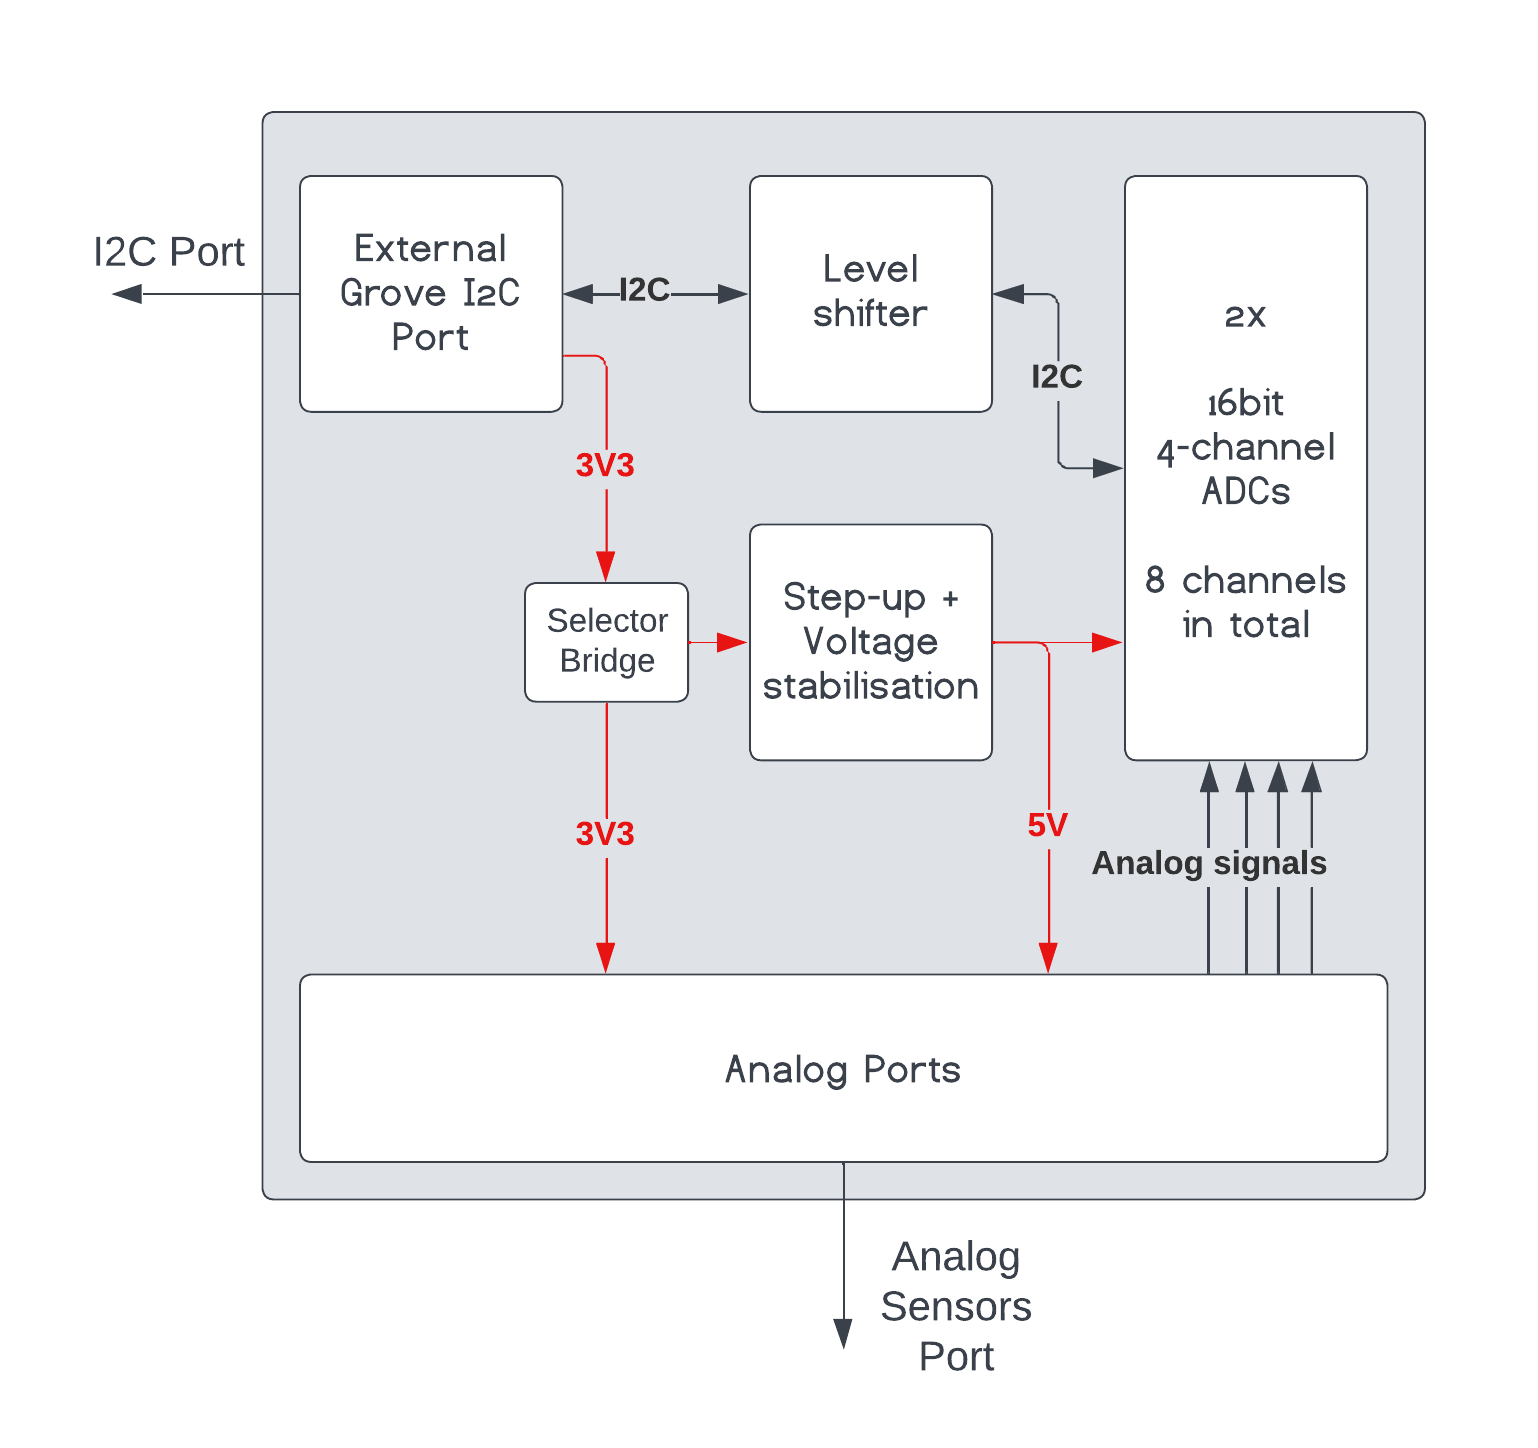 I2C Port
External
Grove I2C
Port
I2C
Level
shifter
I2C
2x
16bit
4-channel
ADCs
8 channels
in total
3V3
Selector
Bridge
Step-up +
Voltage
stabilisation
3V3
5V
Analog signals
Analog Ports
Analog
Sensors
Port